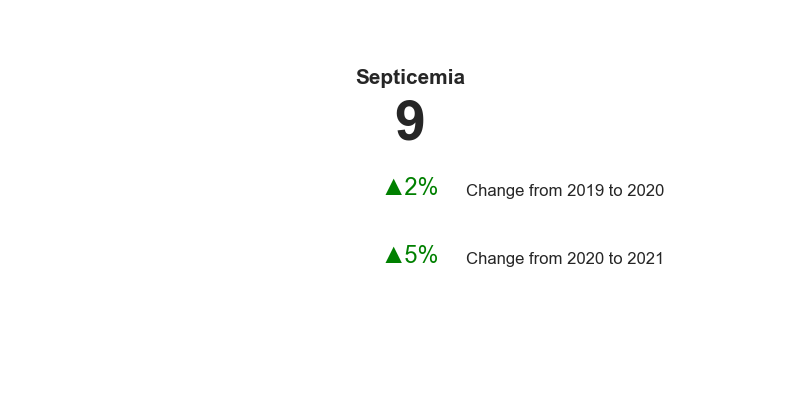 Septicemia
9
▲2% Change from 2019 to 2020
▲5% Change from 2020 to 2021